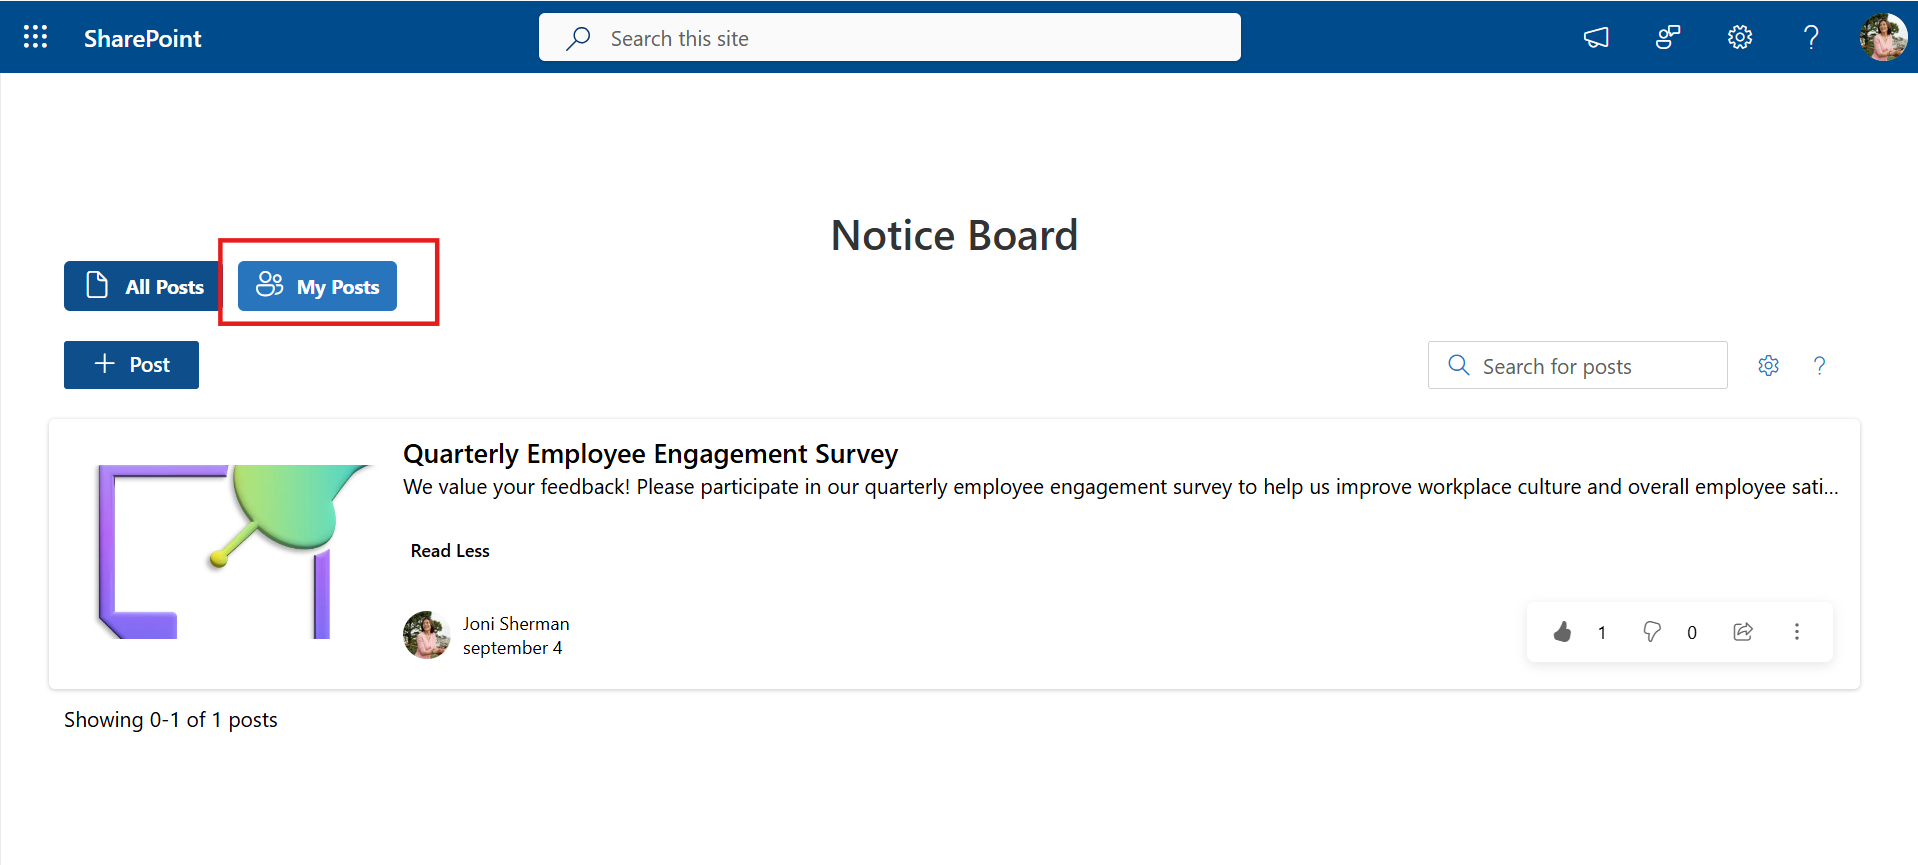 SharePoint
Search this site
Notice Board
All Posts
My Posts
Post
Search for posts
Quarterly Employee Engagement Survey
We value your feedback! Please participate in our quarterly employee engagement survey to help us improve workplace culture and overall employee sati...
Read Less
Joni Sherman
september 4
1
0
Showing 0-1 of 1 posts